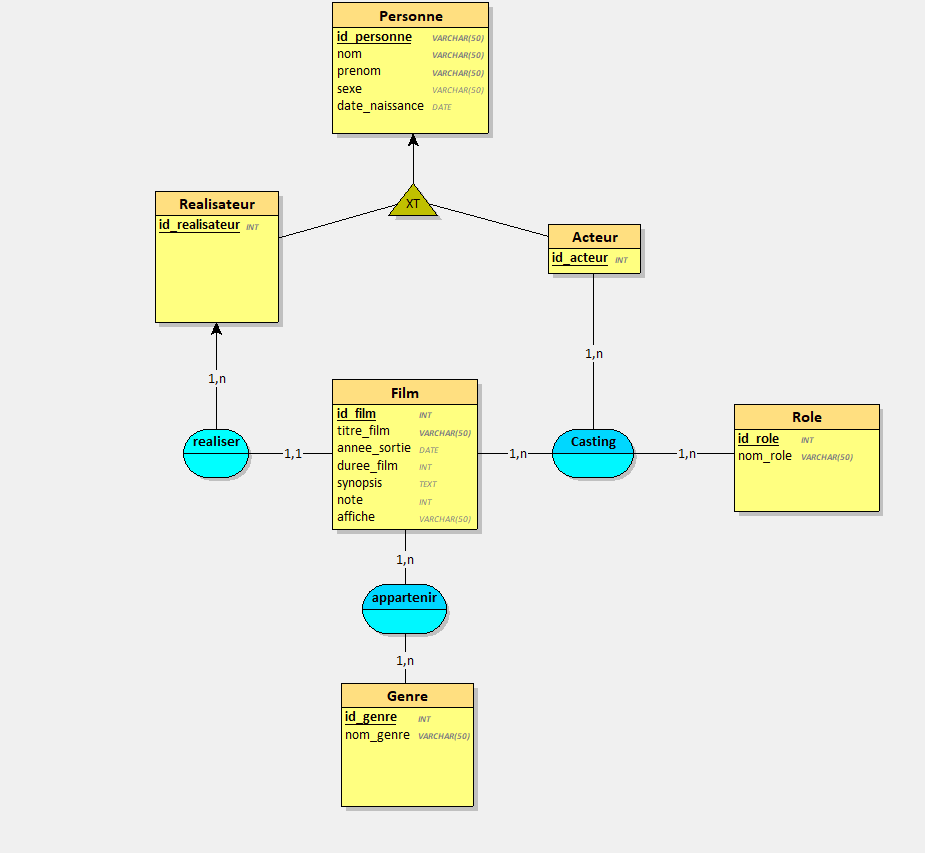 Personne
id_personne VARCHAR(50)
nom VARCHAR(50)
prenom VARCHAR(50)
sexe VARCHAR(50)
date_naissance DATE
XT
Realisateur
id_realisateur INT
Acteur
id_acteur INT
1,n
1,n
Film
id_film INT
titre_film VARCHAR(50)
annee_sortie DATE
duree_film INT
synopsis TEXT
note INT
affiche VARCHAR(50)
realiser
1,1
1,n
Casting
1,n
Role
id_role INT
nom_role VARCHAR(50)
1,n
appartenir
1,n
Genre
id_genre INT
nom_genre VARCHAR(50)